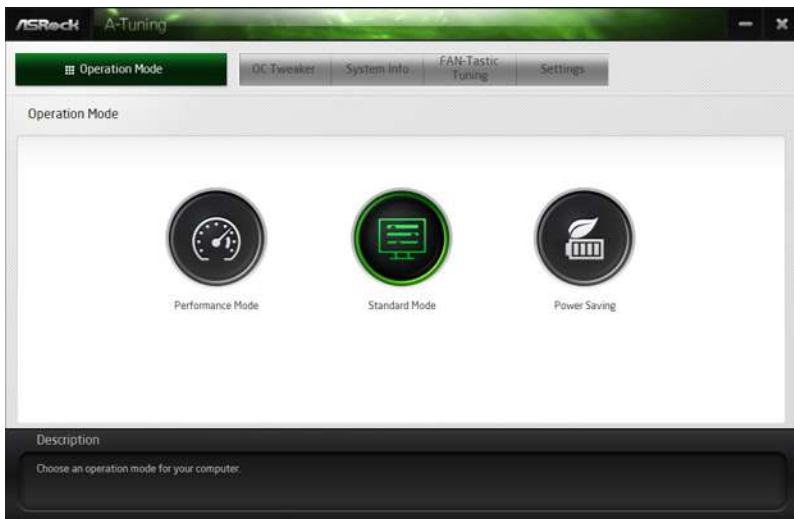 ASRock A-Tuning
Operation Mode
OC Tweaker
System Info
FAN-Tastic
Tuning
Settings
Operation Mode
Performance Mode
Standard Mode
Power Saving
Description
Choose an operation mode for your computer.